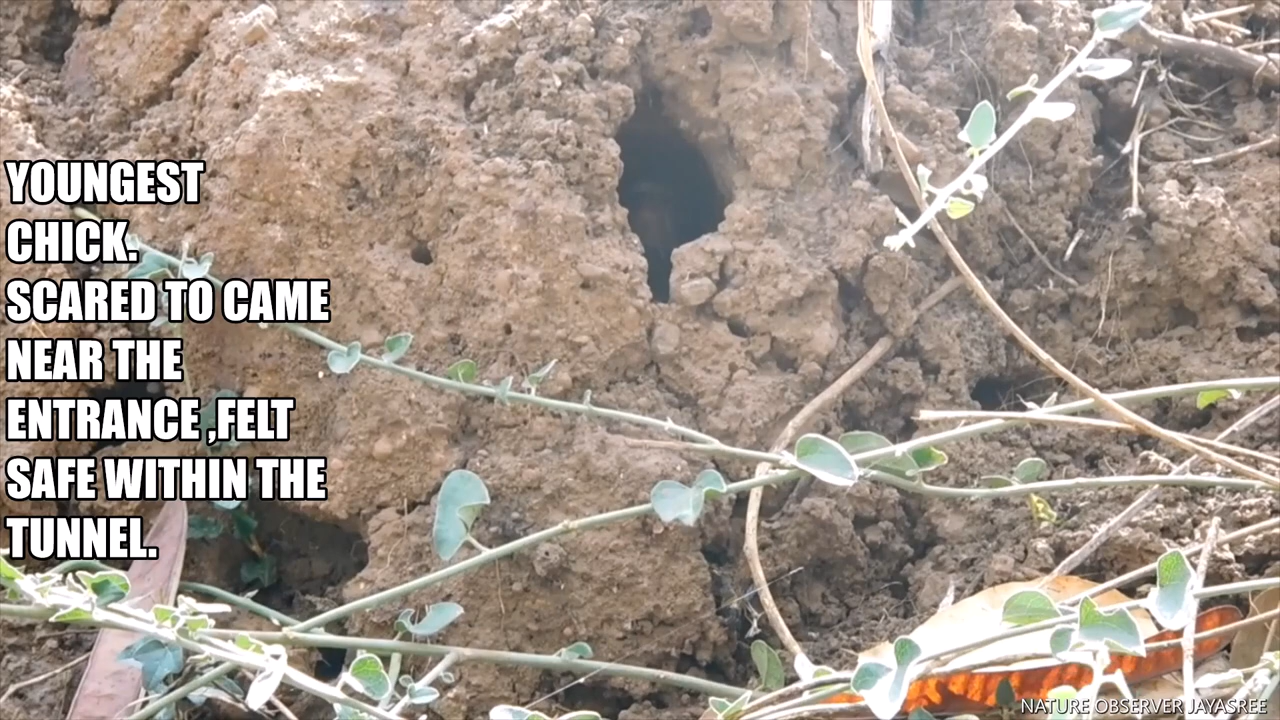 YOUNGEST
CHICK.
SCARED TO CAME
NEAR THE
ENTRANCE ,FELT
SAFE WITHIN THE
TUNNEL.
NATURE OBSERVER JAYASREE